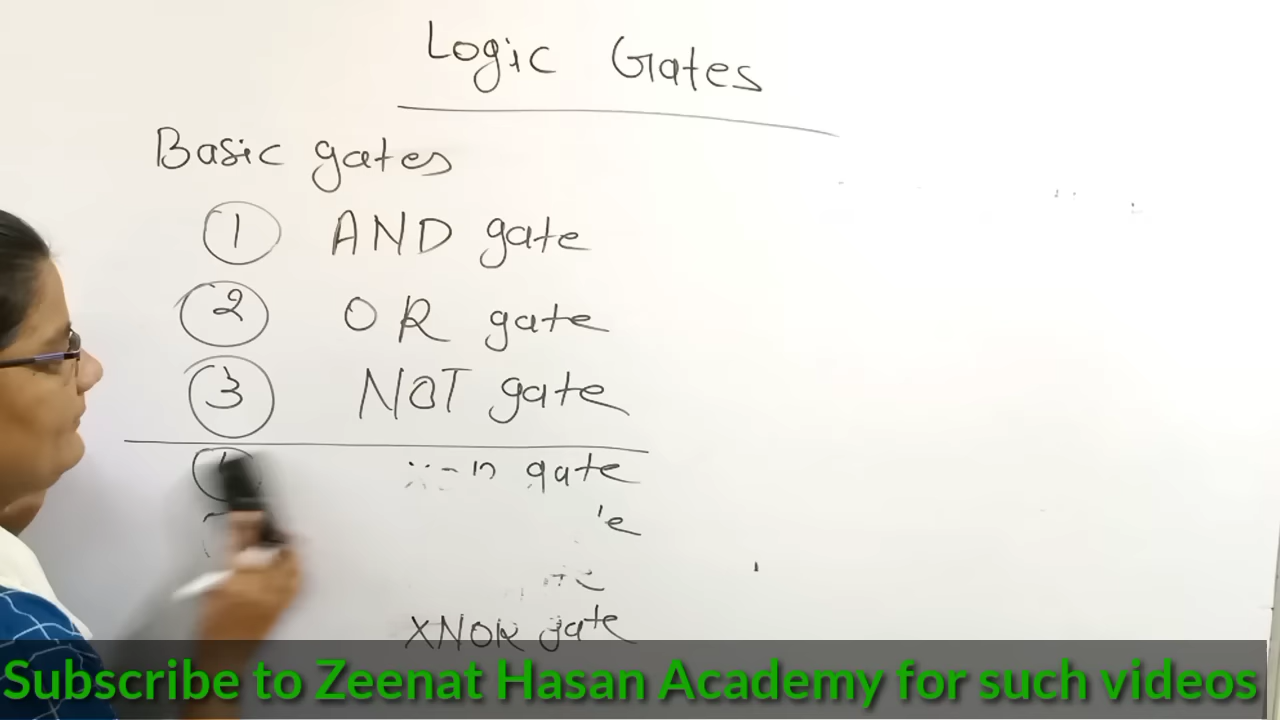 Logic Gates
Basic gates
1 AND gate
2 OR gate
3 NOT gate
gate
XNOR gate
Subscribe to Zeenat Hasan Academy for such videos